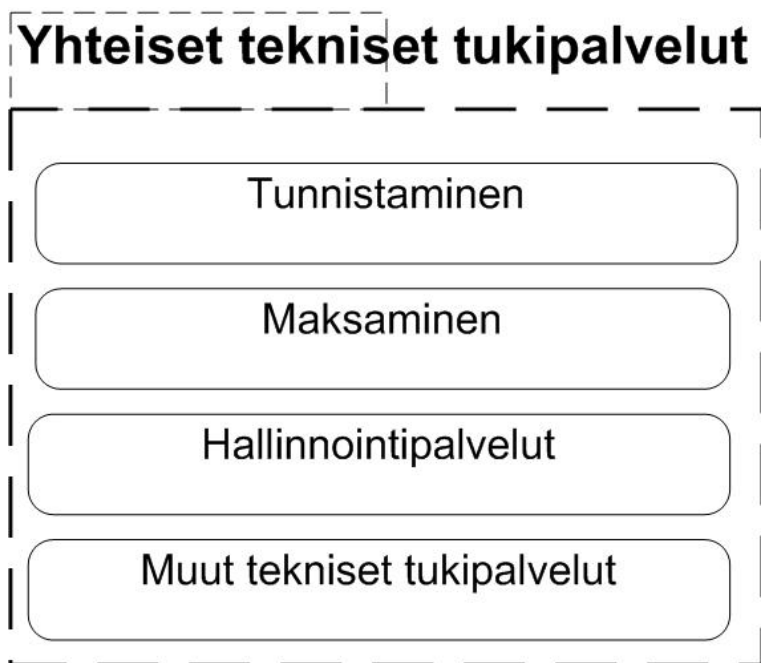 Yhteiset tekniset tukipalvelut
Tunnistaminen
Maksaminen
Hallinnointipalvelut
Muut tekniset tukipalvelut